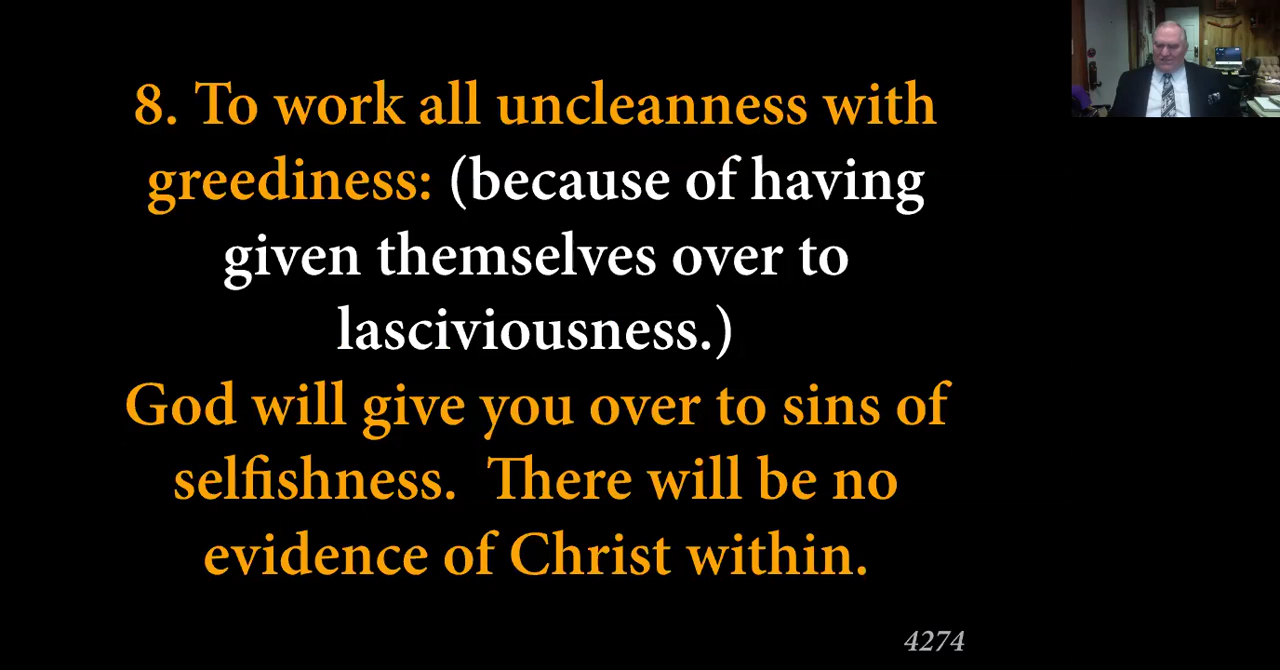 8. To work all uncleanness with
greediness: (because of having
given themselves over to
lasciviousness.)
God will give you over to sins of
selfishness.  There will be no
evidence of Christ within.
4274